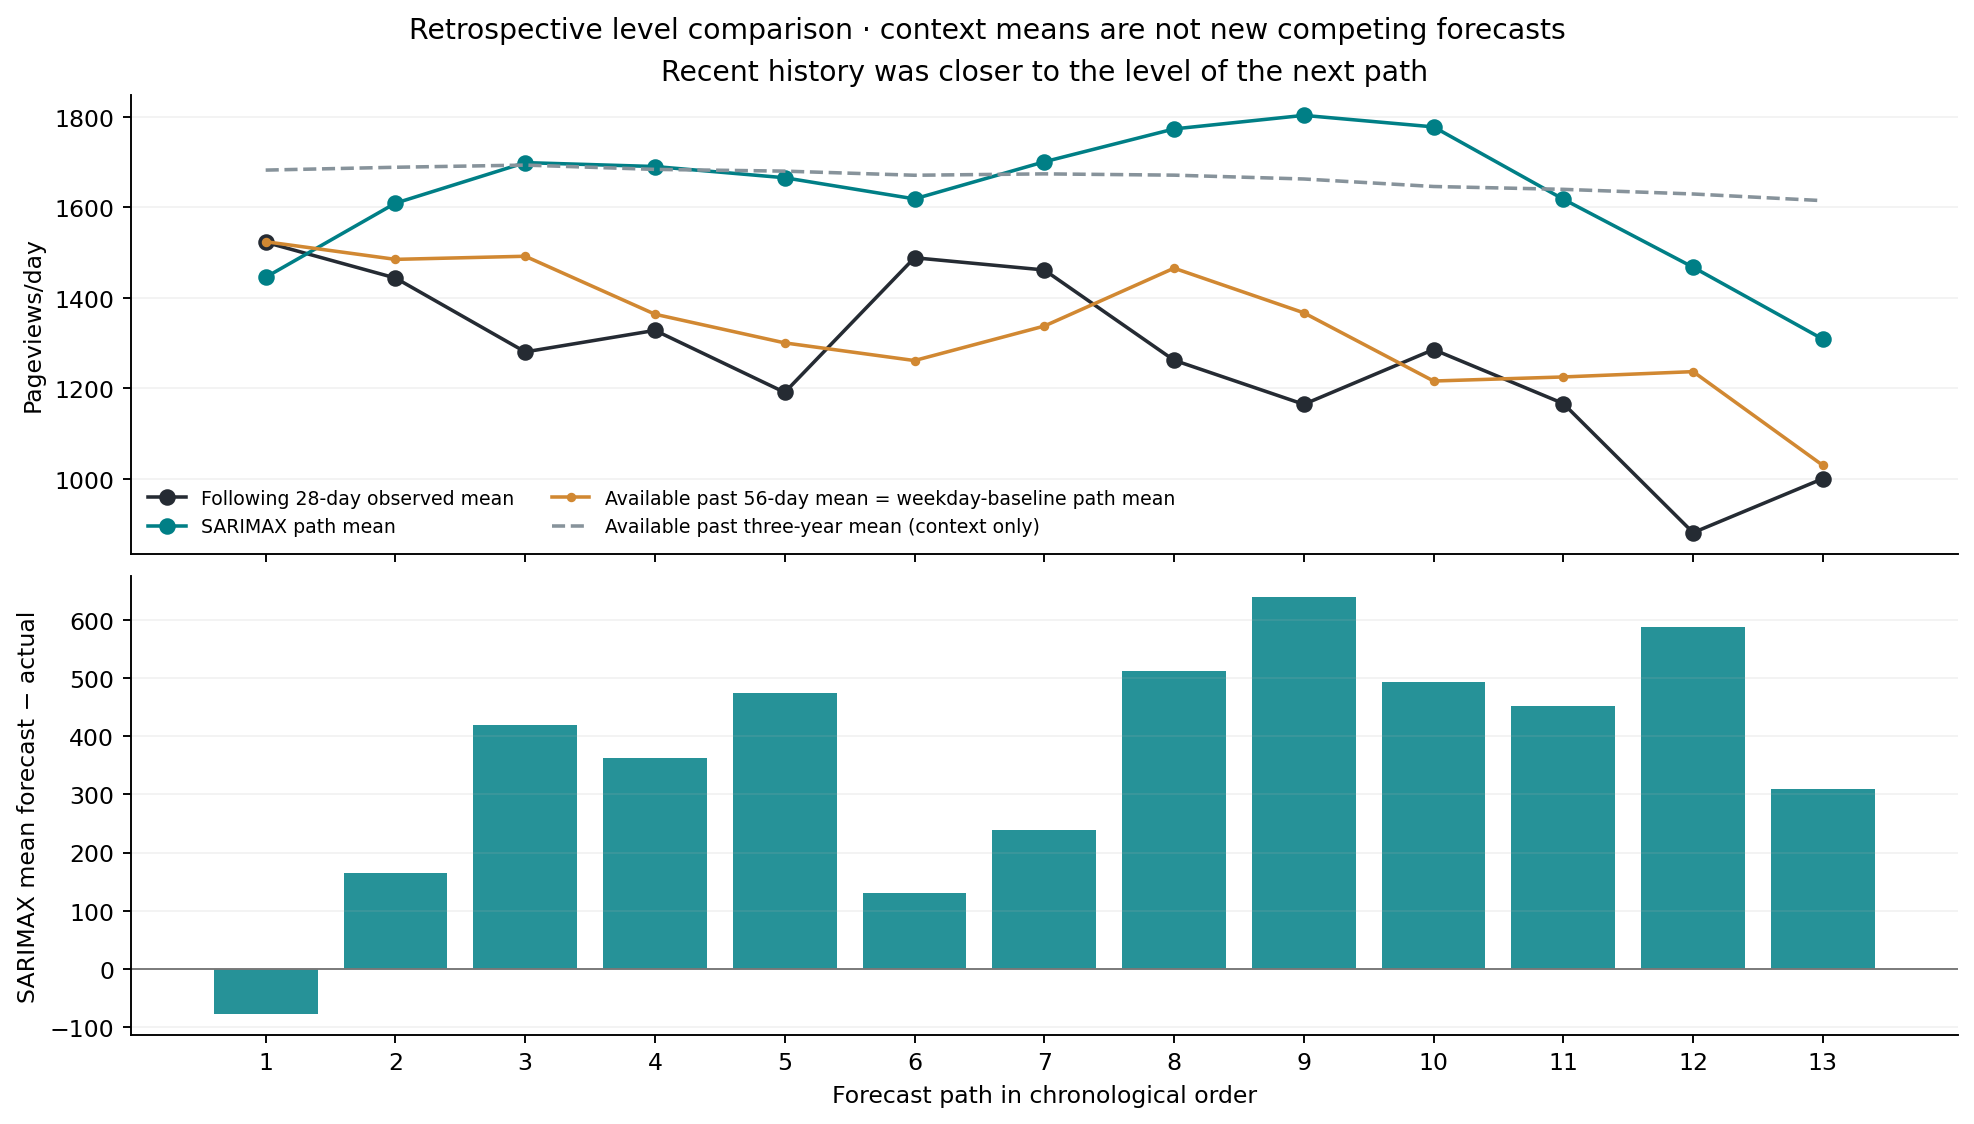 Retrospective level comparison · context means are not new competing forecasts
Recent history was closer to the level of the next path
Pageviews/day
1800
1600
1400
1200
1000
Following 28-day observed mean
SARIMAX path mean
Available past 56-day mean = weekday-baseline path mean
Available past three-year mean (context only)
SARIMAX mean forecast − actual
600
500
400
300
200
100
0
−100
1 2 3 4 5 6 7 8 9 10 11 12 13
Forecast path in chronological order